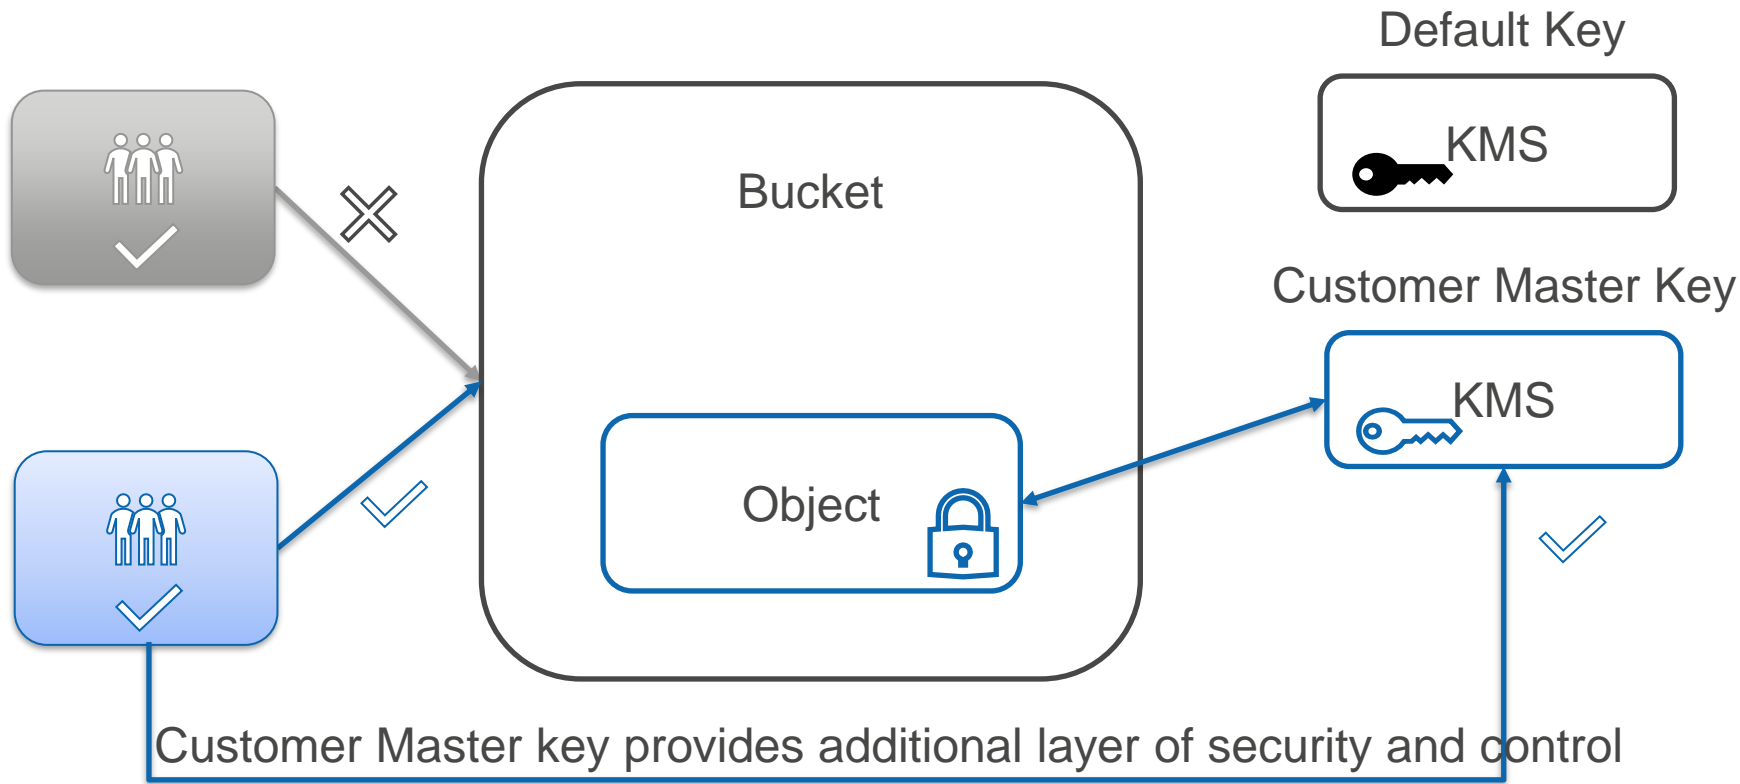 Default Key
KMS
Bucket
Customer Master Key
KMS
Object
Customer Master key provides additional layer of security and control